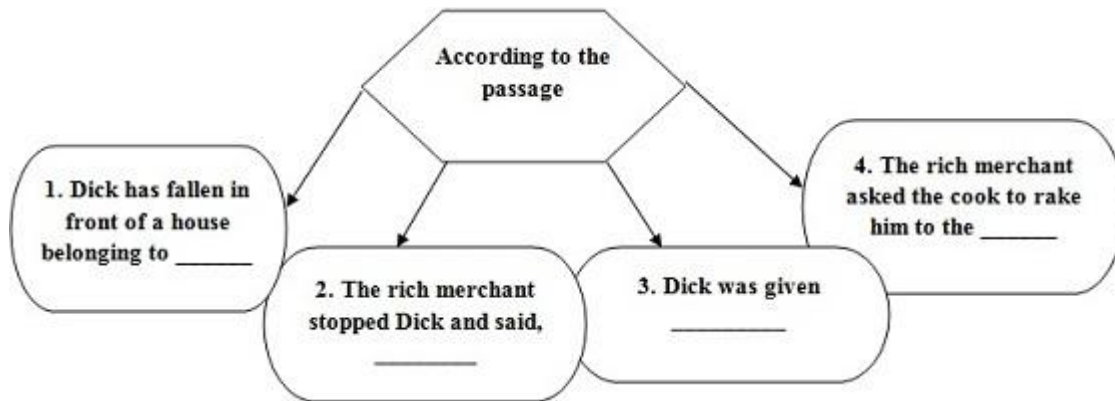 According to the
passage
1. Dick has fallen in
front of a house
belonging to _______
2. The rich merchant
stopped Dick and said,
_________
3. Dick was given
__________
4. The rich merchant
asked the cook to rake
him to the _______